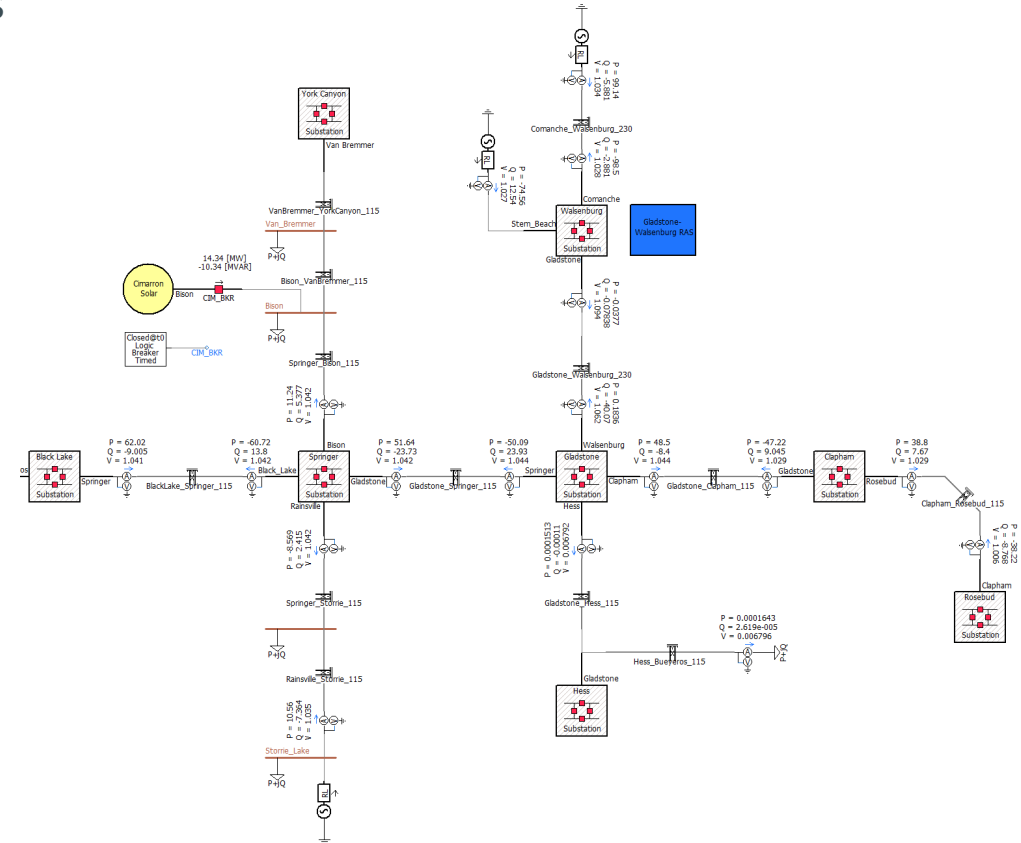 P = 99.14
Q = -5.881
V = 1.034
RL
S
Comanche_Walsenburg_230
P = -98.5
Q = -2.881
V = 1.028
Comanche
York Canyon
Substation
Van Bremmer
S
RL
P = -74.56
Q = 12.54
V = 1.027
Stem_Beach
Walsenburg
Substation
Gladstone
Gladstone-
Walsenburg RAS
VanBremmer_YorkCanyon_115
Van_Bremmer
P+jQ
14.34 [MW]
-10.34 [MVAR]
Cimarron
Solar
Bison
CIM_BKR
Bison_VanBremmer_115
Bison
P+jQ
Closed@t0
Logic
Breaker
Timed
CIM_BKR
Springer_Bison_115
P = -0.0377
Q = -0.07838
V = 1.094
Gladstone_Walsenburg_230
P = 0.1836
Q = -40.07
V = 1.062
P = 11.24
Q = 5.377
V = 1.042
Bison
Walsenburg
os
Black Lake
Substation
Springer
P = 62.02
Q = -9.005
V = 1.041
BlackLake_Springer_115
P = -60.72
Q = 13.8
V = 1.042
Black_Lake
Springer
Substation
Gladstone
Rainsville
P = 51.64
Q = -23.73
V = 1.042
Gladstone_Springer_115
P = -50.09
Q = 23.93
V = 1.044
Springer
Gladstone
Substation
Clapham
Hess
P = 48.5
Q = -8.4
V = 1.044
Gladstone_Clapham_115
P = -47.22
Q = 9.045
V = 1.029
Gladstone
Clapham
Substation
Rosebud
P = 38.8
Q = 7.67
V = 1.029
Clapham_Rosebud_115
P = -38.22
Q = -8.768
V = 1.006
Clapham
Rosebud
Substation
P = -8.569
Q = 2.415
V = 1.042
Springer_Storrie_115
P+jQ
Rainsville_Storrie_115
P = 10.56
Q = -7.364
V = 1.035
Storrie_Lake
P+jQ
RL
S
P = 0.0001513
Q = -0.00011
V = 0.006792
Gladstone_Hess_115
P = 0.0001643
Q = 2.619e-005
V = 0.006796
Hess_Bueyeros_115
P+jQ
Gladstone
Hess
Substation